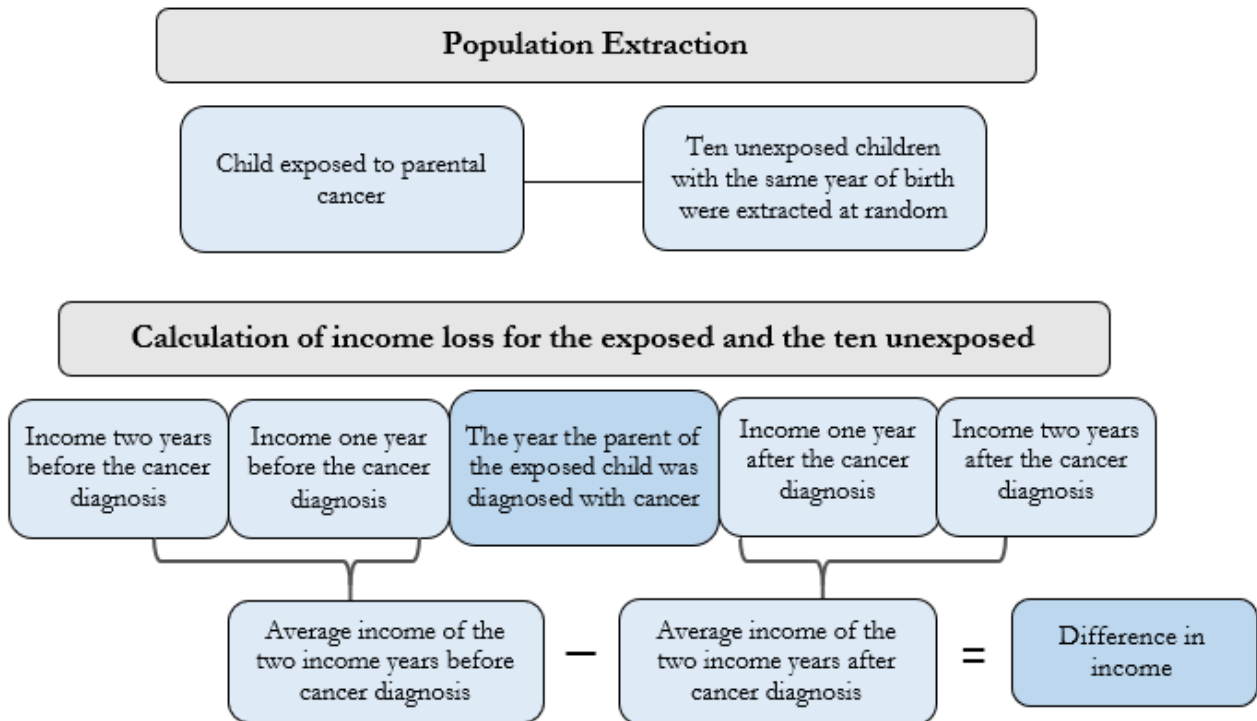 Population Extraction
Child exposed to parental
cancer
Ten unexposed children
with the same year of birth
were extracted at random
Calculation of income loss for the exposed and the ten unexposed
Income two years
before the cancer
diagnosis
Income one year
before the cancer
diagnosis
The year the parent of
the exposed child was
diagnosed with cancer
Income one year
after the cancer
diagnosis
Income two years
after the cancer
diagnosis
Average income of the
two income years before
cancer diagnosis
–
Average income of the
two income years after
cancer diagnosis
=
Difference in
income